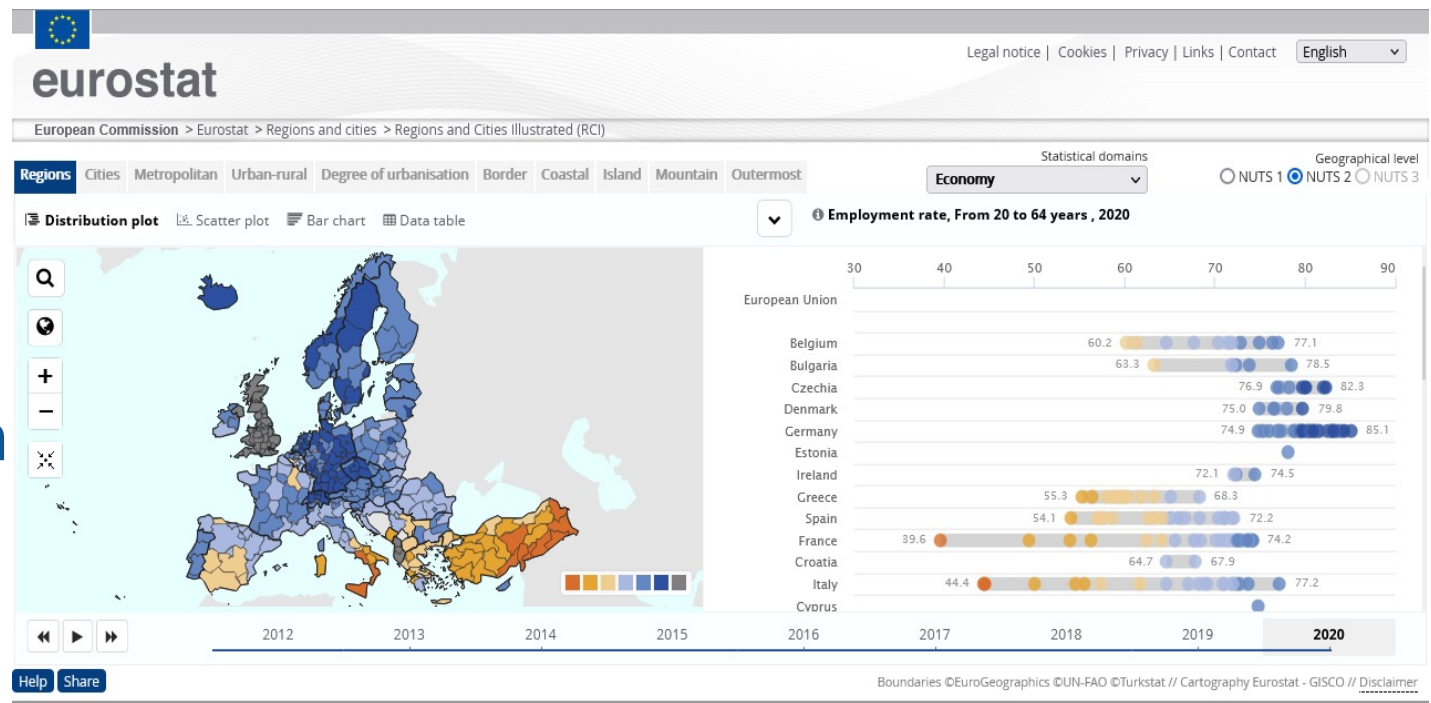 Legal notice | Cookies | Privacy | Links | Contact English
eurostat
European Commission > Eurostat > Regions and cities > Regions and Cities Illustrated (RCI)
Statistical domains
Geographical level
Regions Cities Metropolitan Urban-rural Degree of urbanisation Border Coastal Island Mountain Outermost
Economy
NUTS 1 NUTS 2 NUTS 3
Distribution plot Scatter plot Bar chart Data table
Employment rate, From 20 to 64 years , 2020
30 40 50 60 70 80 90
European Union
Belgium 60.2 77.1
Bulgaria 63.3 78.5
Czechia 76.9 82.3
Denmark 75.0 79.8
Germany 74.9 85.1
Estonia
Ireland 72.1 74.5
Greece 55.3 68.3
Spain 54.1 72.2
France 39.6 74.2
Croatia 64.7 67.9
Italy 44.4 77.2
Cyprus
2012 2013 2014 2015 2016 2017 2018 2019 2020
Help Share
Boundaries ©EuroGeographics ©UN-FAO ©Turkstat // Cartography Eurostat - GISCO // Disclaimer